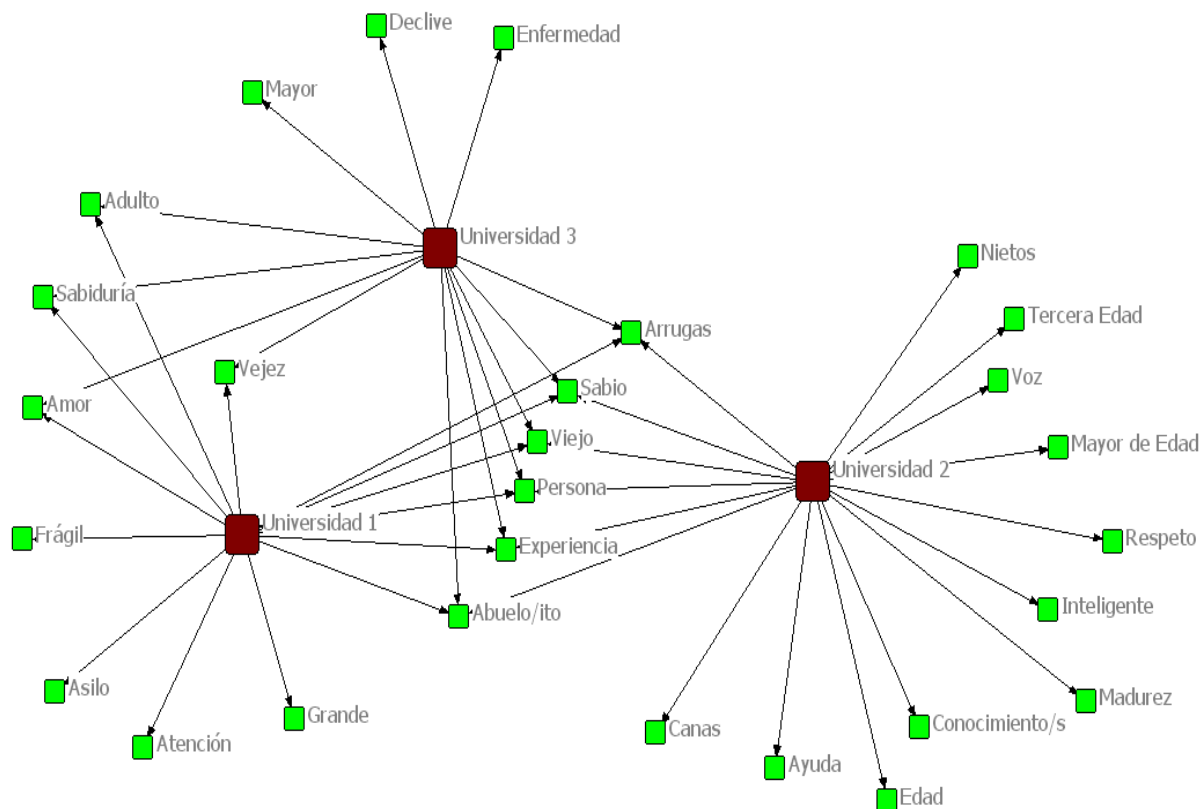 Declive
Enfermedad
Mayor
Adulto
Universidad 3
Nietos
Sabiduría
Tercera Edad
Arrugas
Vejez
Voz
Sabio
Amor
Viejo
Mayor de Edad
Universidad 2
Persona
Universidad 1
Frágil
Respeto
Experiencia
Inteligente
Abuelo/ito
Asilo
Madurez
Grande
Conocimiento/s
Canas
Atención
Ayuda
Edad